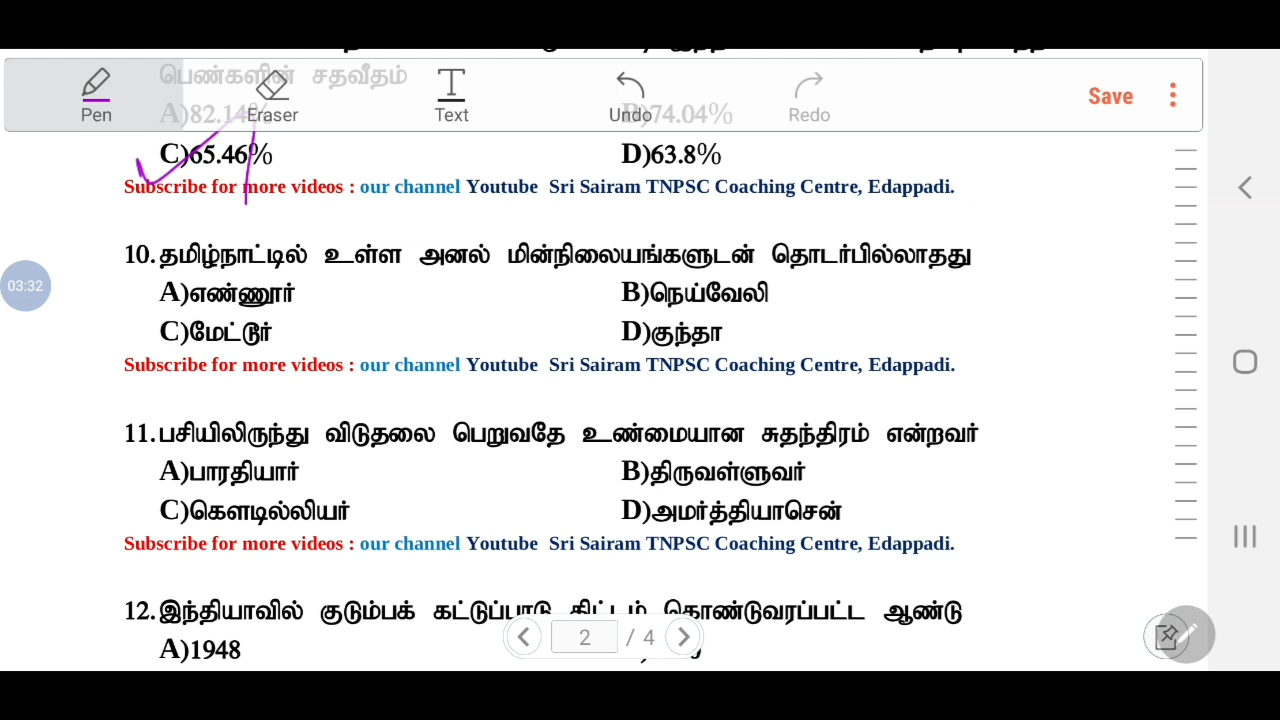 பெண்களின் சதவீதம்
Pen Eraser Text Undo Redo Save
A)82.14% B)74.04%
C)65.46% D)63.8%
Subscribe for more videos : our channel Youtube Sri Sairam TNPSC Coaching Centre, Edappadi.
10. தமிழ்நாட்டில் உள்ள அனல் மின்நிலையங்களுடன் தொடர்பில்லாதது
03:32
A)எண்ணூர் B)நெய்வேலி
C)மேட்டூர் D)குந்தா
Subscribe for more videos : our channel Youtube Sri Sairam TNPSC Coaching Centre, Edappadi.
11. பசியிலிருந்து விடுதலை பெறுவதே உண்மையான சுதந்திரம் என்றவர்
A)பாரதியார் B)திருவள்ளுவர்
C)கௌடில்லியர் D)அமர்த்தியாசென்
Subscribe for more videos : our channel Youtube Sri Sairam TNPSC Coaching Centre, Edappadi.
12. இந்தியாவில் குடும்பக் கட்டுப்பாடு திட்டம் கொண்டுவரப்பட்ட ஆண்டு
2 / 4
A)1948